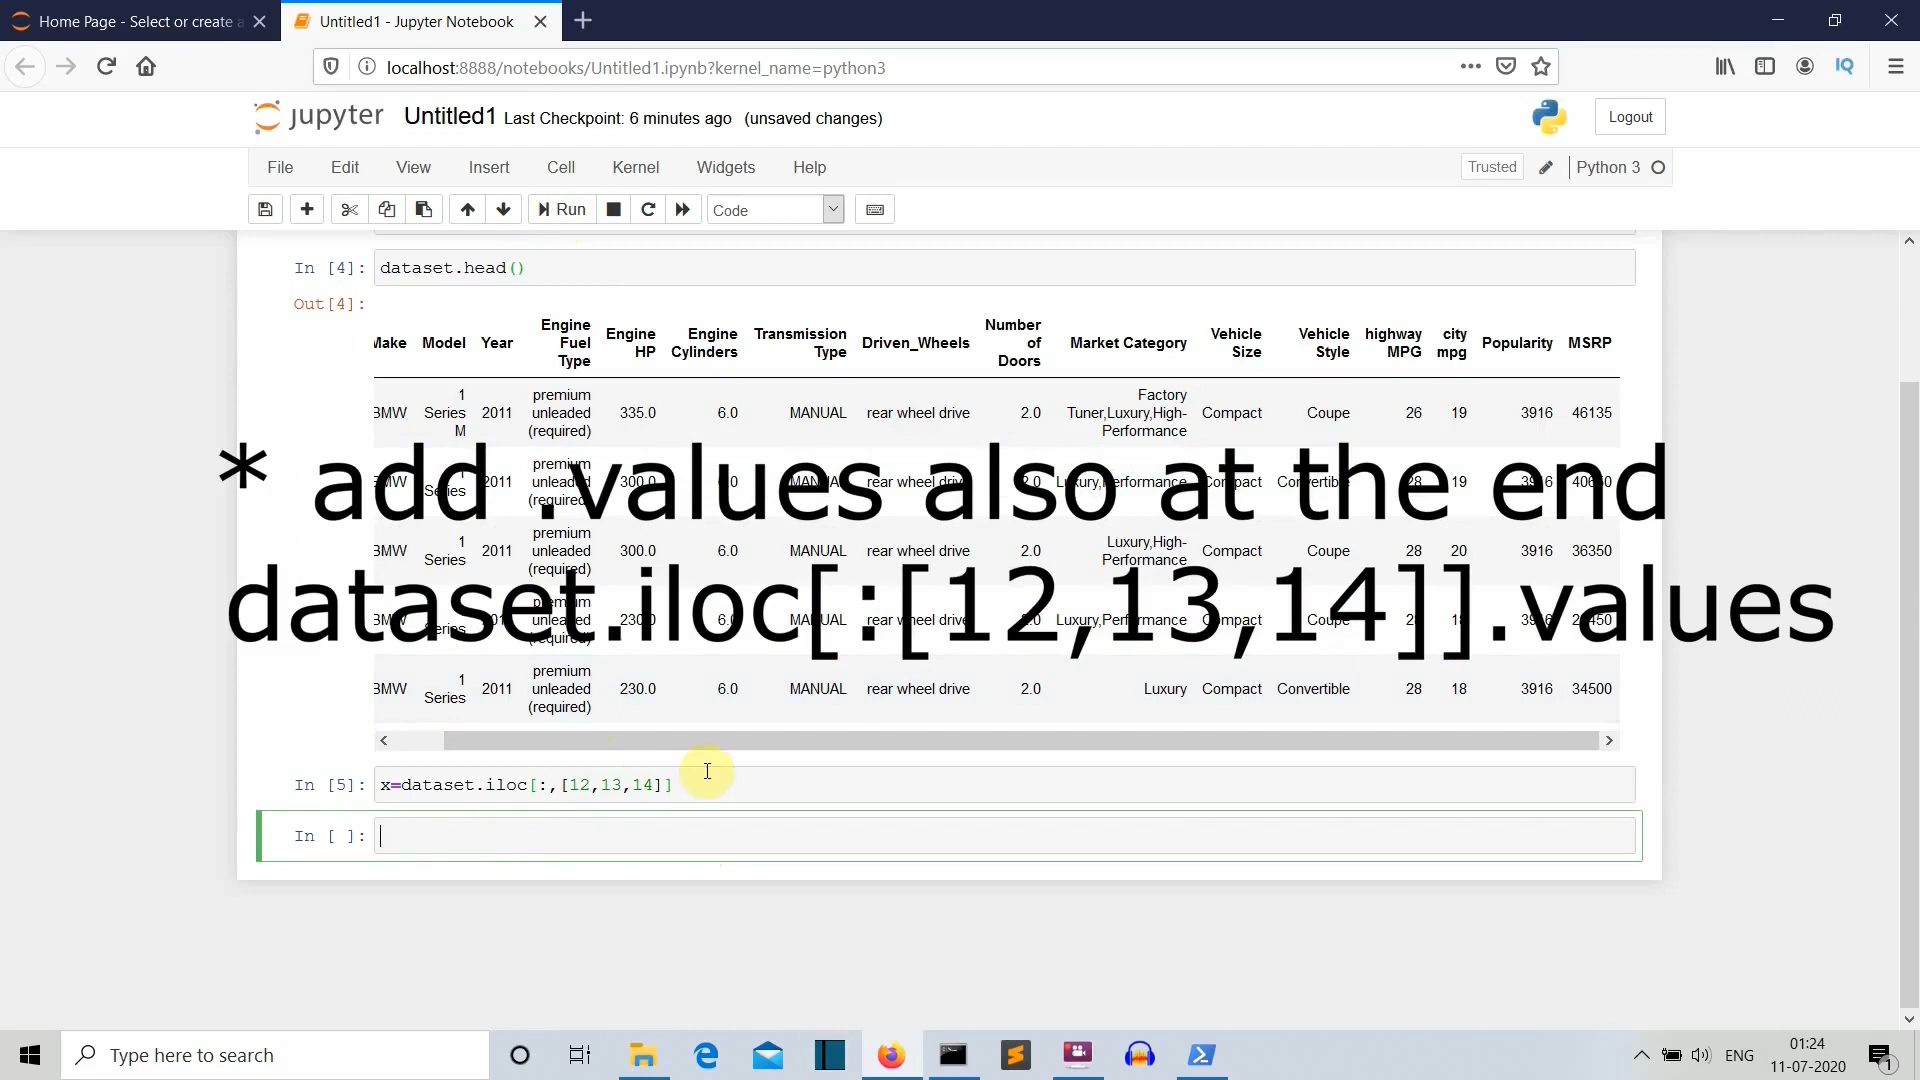 Home Page - Select or create a
Untitled1 - Jupyter Notebook
localhost:8888/notebooks/Untitled1.ipynb?kernel_name=python3
jupyter Untitled1 Last Checkpoint: 6 minutes ago (unsaved changes)
Logout
File Edit View Insert Cell Kernel Widgets Help
Trusted Python 3
Run Code
In [4]: dataset.head()
Out[4]:
Make Model Year Engine Fuel Type Engine HP Engine Cylinders Transmission Type Driven_Wheels Number of Doors Market Category Vehicle Size Vehicle Style highway MPG city mpg Popularity MSRP
BMW 1 Series M 2011 premium unleaded (required) 335.0 6.0 MANUAL rear wheel drive 2.0 Factory Tuner,Luxury,High-Performance Compact Coupe 26 19 3916 46135
* add .values also at the end
BMW 1 Series 2011 premium unleaded (required) 300.0 6.0 MANUAL rear wheel drive 2.0 Luxury,High-Performance Compact Coupe 28 20 3916 36350
dataset.iloc[:[12,13,14]].values
BMW 1 Series 2011 premium unleaded (required) 230.0 6.0 MANUAL rear wheel drive 2.0 Luxury Compact Convertible 28 18 3916 34500
In [5]: x=dataset.iloc[:,[12,13,14]]
In [ ]:
Type here to search
ENG
01:24
11-07-2020
1